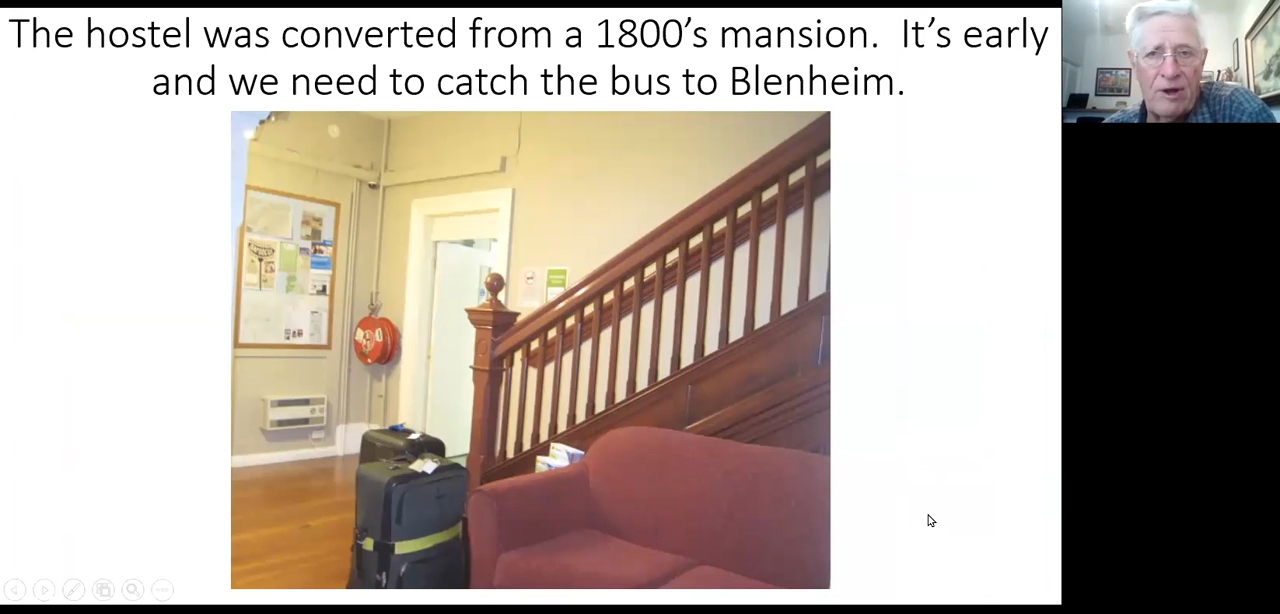 The hostel was converted from a 1800’s mansion.  It’s early
and we need to catch the bus to Blenheim.